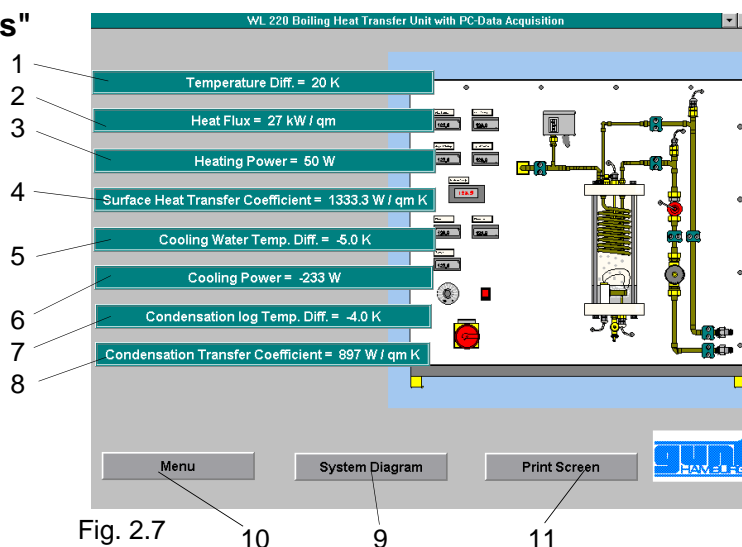 s"
WL 220 Boiling Heat Transfer Unit with PC-Data Acquisition
1
Temperature Diff. = 20 K
2
Heat Flux = 27 kW / qm
3
Heating Power = 50 W
4
Surface Heat Transfer Coefficient = 1333.3 W / qm K
5
Cooling Water Temp. Diff. = -5.0 K
6
Cooling Power = -233 W
7
Condensation log Temp. Diff. = -4.0 K
8
Condensation Transfer Coefficient = 897 W / qm K
Menu
System Diagram
Print Screen
HAMBURG
Fig. 2.7
10
9
11